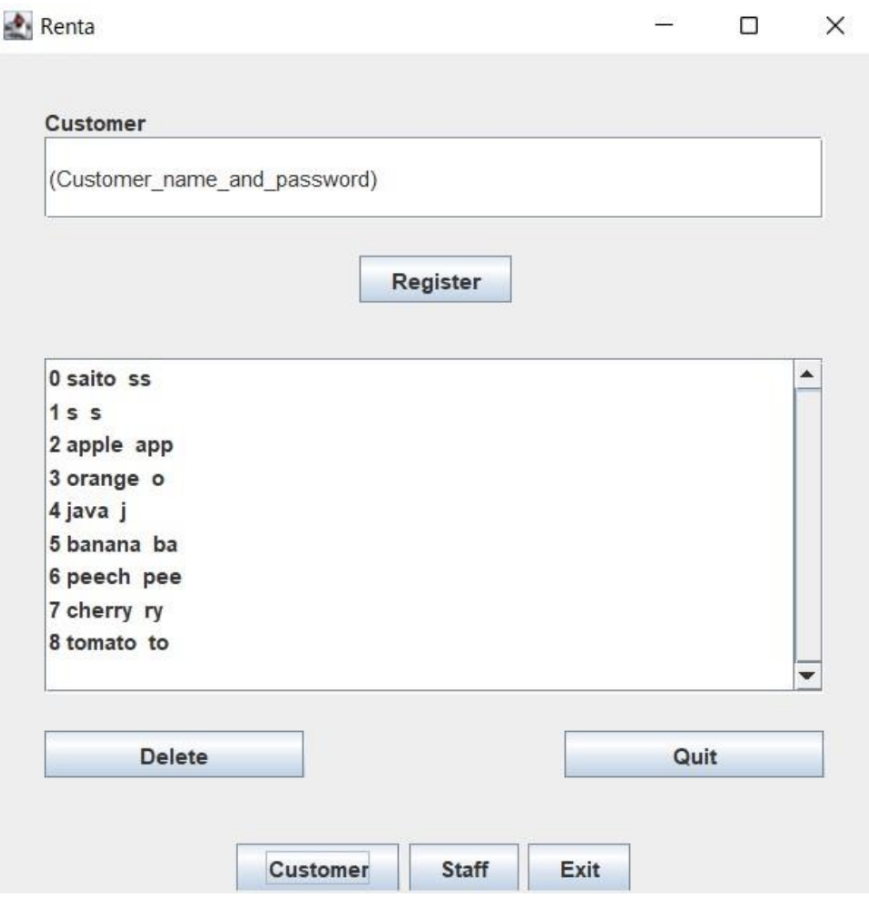 Renta
Customer
(Customer_name_and_password)
Register
0 saito  ss
1 s  s
2 apple  app
3 orange  o
4 java  j
5 banana  ba
6 peech  pee
7 cherry  ry
8 tomato  to
Delete Quit
Customer Staff Exit